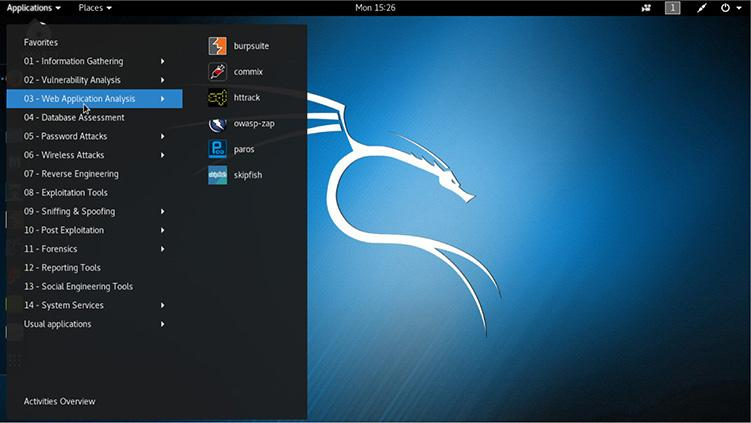 Applications Places Mon 15:26 1
Favorites
01 - Information Gathering
02 - Vulnerability Analysis
03 - Web Application Analysis
04 - Database Assessment
05 - Password Attacks
06 - Wireless Attacks
07 - Reverse Engineering
08 - Exploitation Tools
09 - Sniffing & Spoofing
10 - Post Exploitation
11 - Forensics
12 - Reporting Tools
13 - Social Engineering Tools
14 - System Services
Usual applications
Activities Overview
burpsuite
commix
httrack
owasp-zap
paros
skipfish